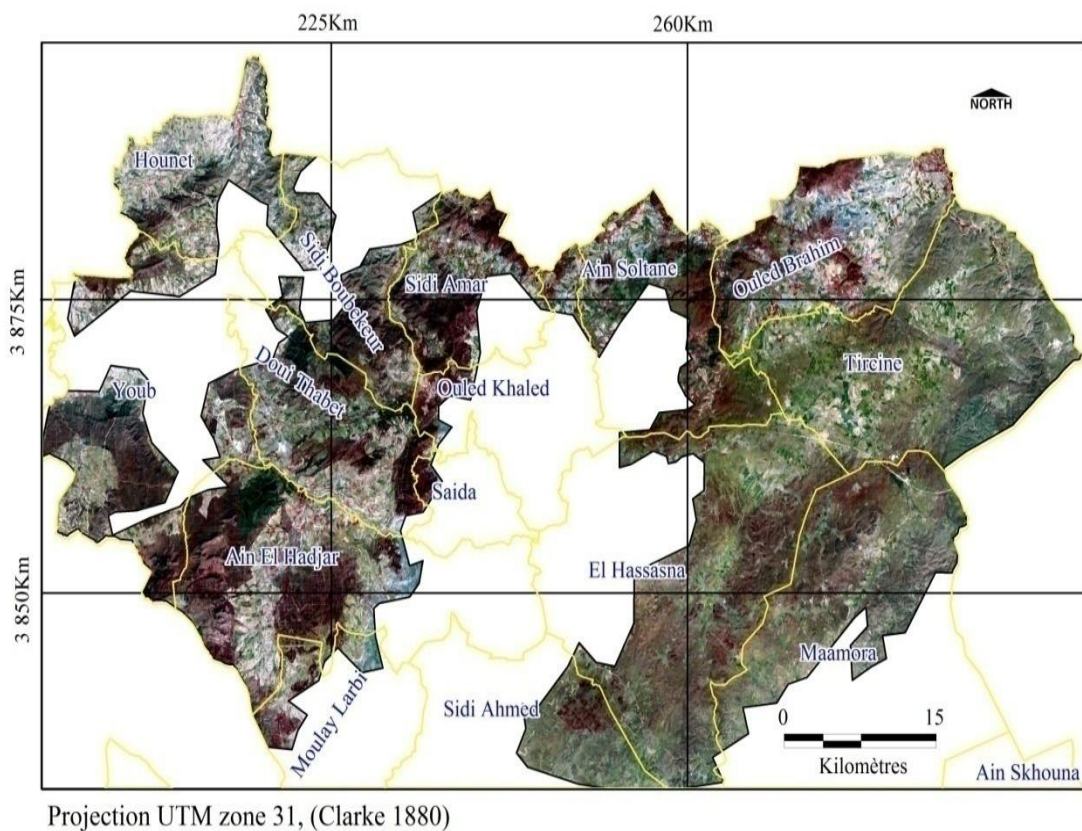 225Km
260Km
NORTH
Hounet
Sidi Boubekeur
Sidi Amar
Ain Soltane
Ouled Brahim
3 875Km
Youb
Doui Thabet
Ouled Khaled
Tircine
Saida
Ain El Hadjar
El Hassasna
3 850Km
Maamora
Moulay Larbi
Sidi Ahmed
0
15
Kilomètres
Ain Skhouna
Projection UTM zone 31, (Clarke 1880)